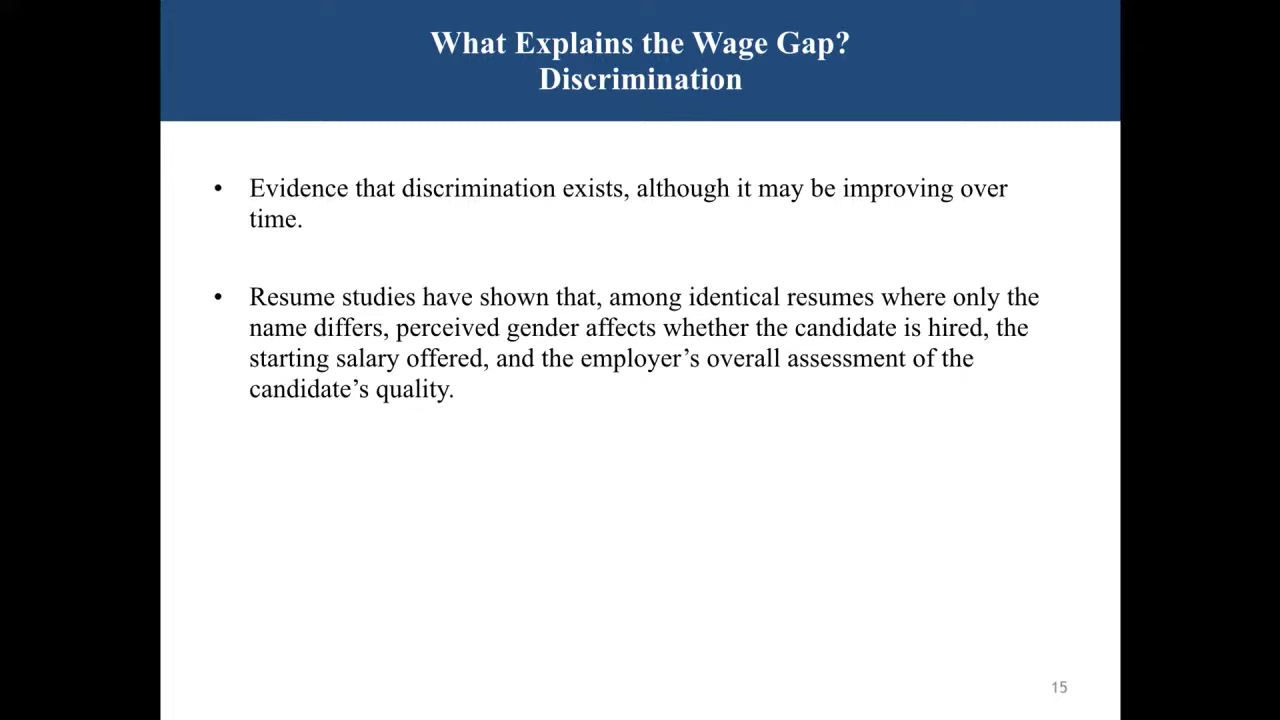 What Explains the Wage Gap?
Discrimination
• Evidence that discrimination exists, although it may be improving over
time.
• Resume studies have shown that, among identical resumes where only the
name differs, perceived gender affects whether the candidate is hired, the
starting salary offered, and the employer’s overall assessment of the
candidate’s quality.
15